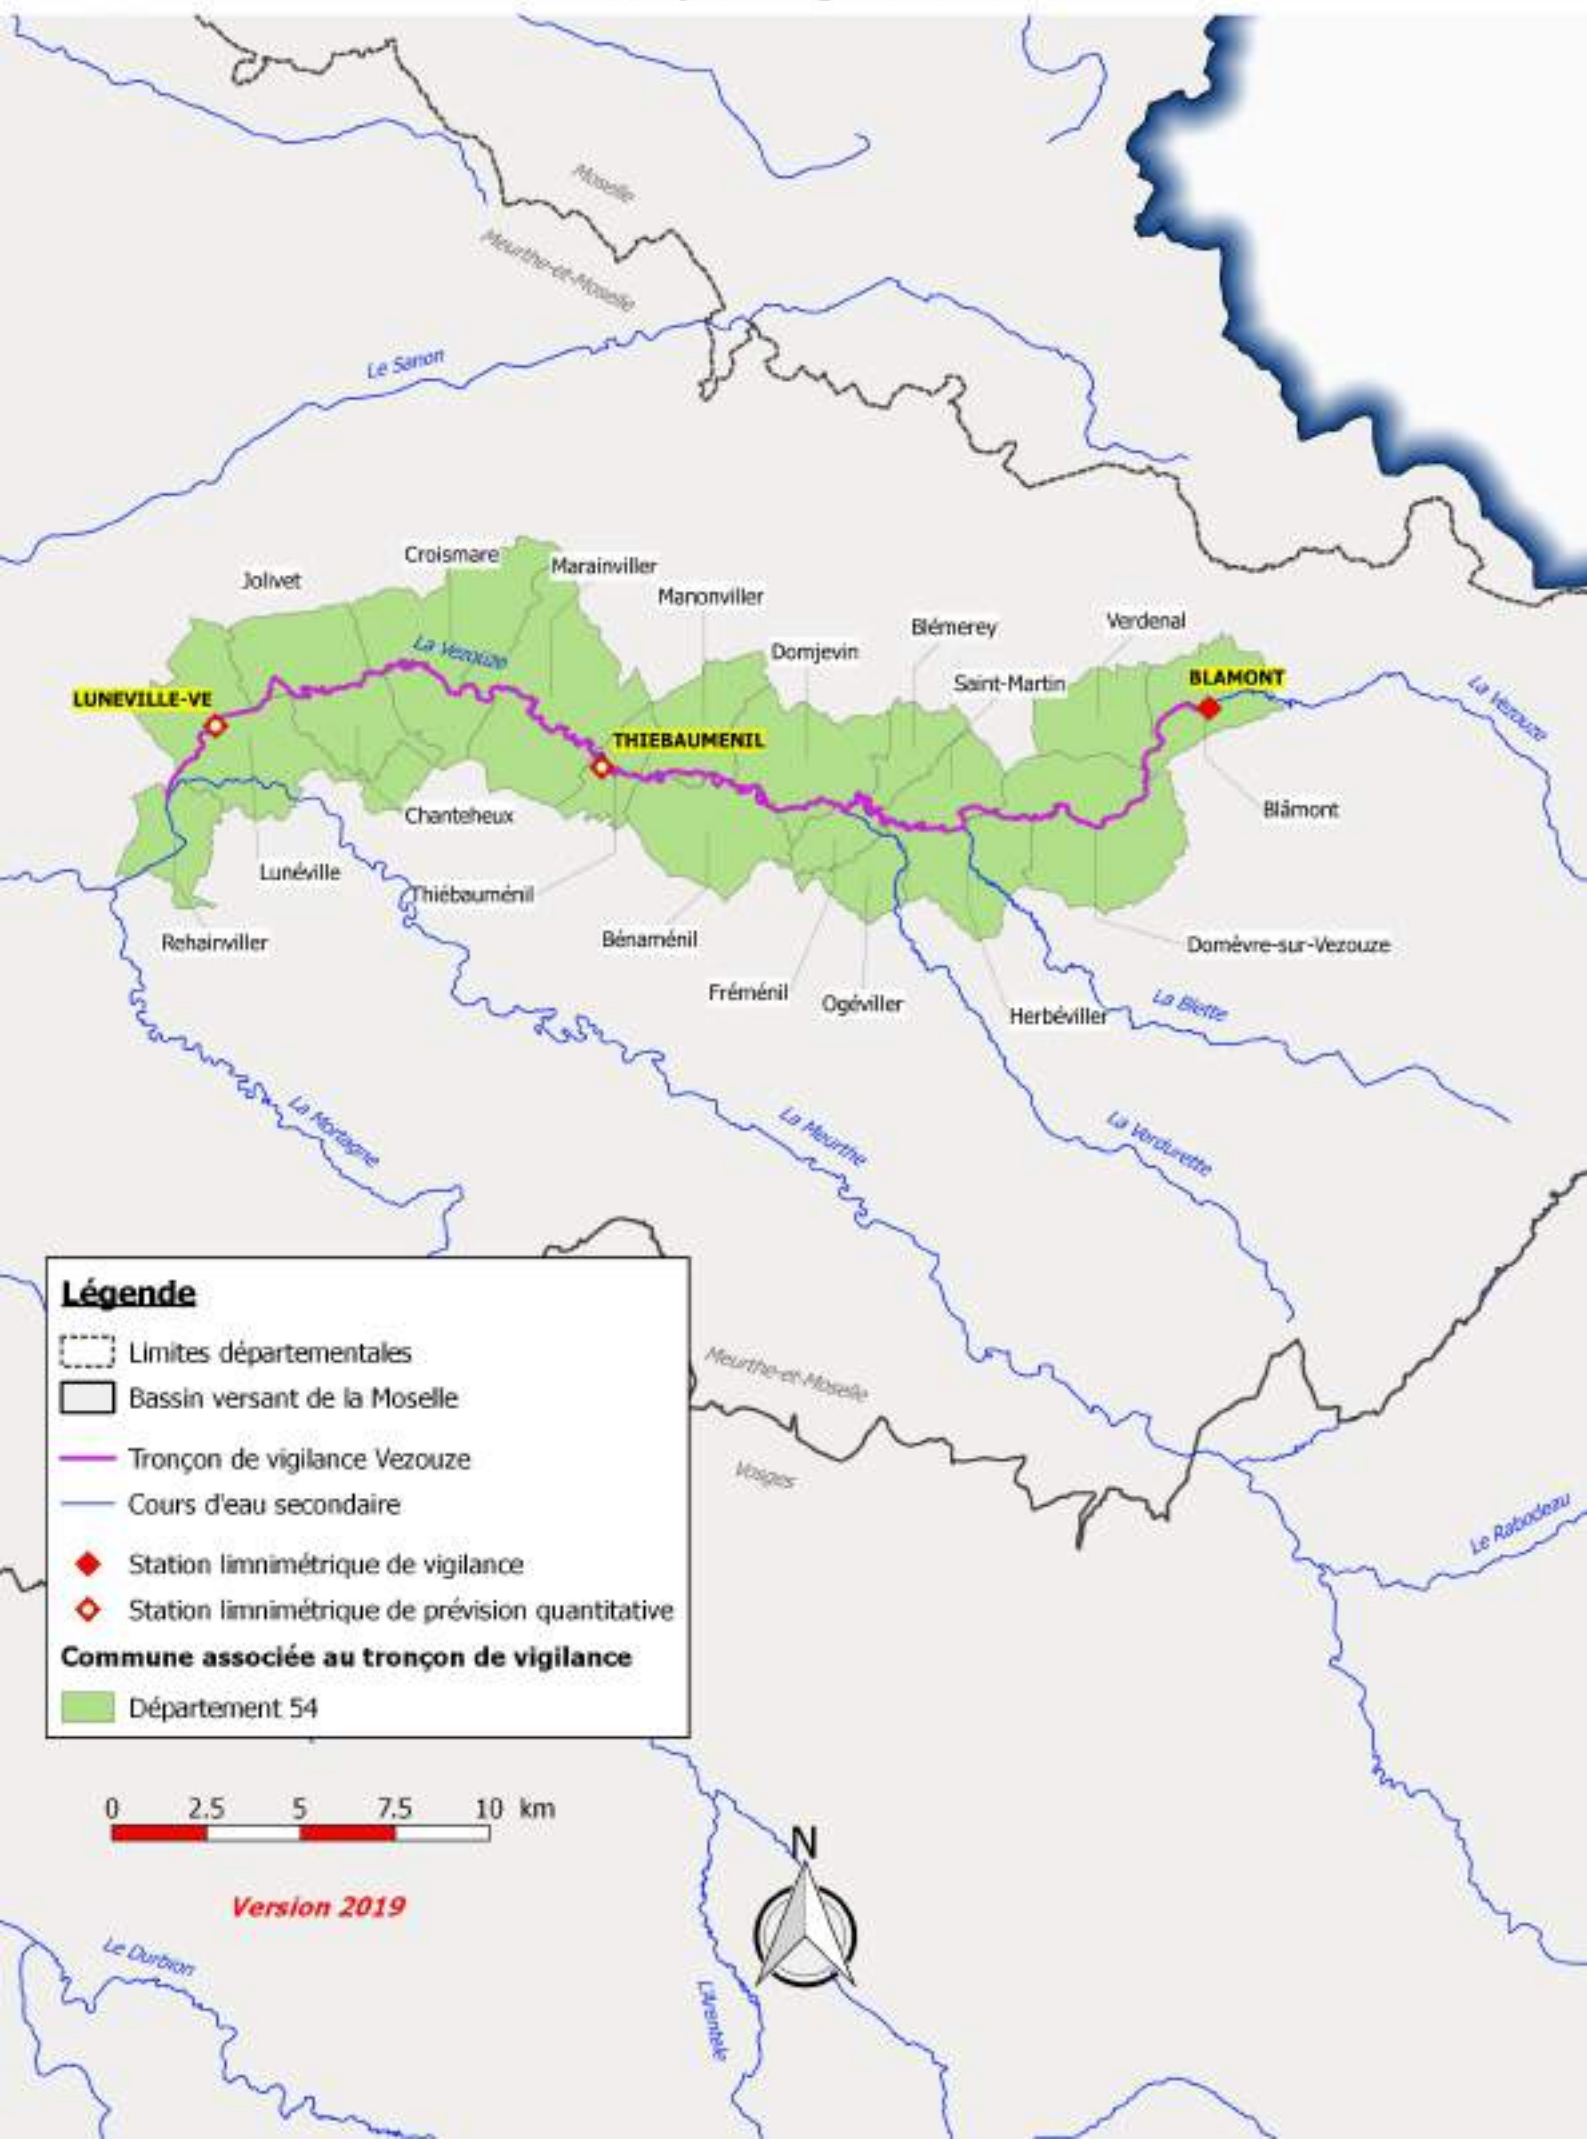 Moselle
Meurthe-et-Moselle
Le Sanon
Croismare
Marainviller
Jolivet
Manonviller
Verdenal
Blémerey
La Vezouze
Domjevin
Saint-Martin
BLAMONT
LUNEVILLE-VE
La Vezouze
THIEBAUMENIL
Chanteheux
Blâmont
Lunéville
Thiébauménil
Rehainviller
Bénaménil
Domèvre-sur-Vezouze
Fréménil
Ogéviller
Herbéviller
La Blette
La Mortagne
La Meurthe
La Verdurette
Légende
Limites départementales
Bassin versant de la Moselle
Tronçon de vigilance Vezouze
Cours d'eau secondaire
Station limnimétrique de vigilance
Station limnimétrique de prévision quantitative
Commune associée au tronçon de vigilance
Département 54
Meurthe-et-Moselle
Vosges
Le Rabodeau
0 2.5 5 7.5 10 km
N
Version 2019
Le Durbion
L'Arentèle